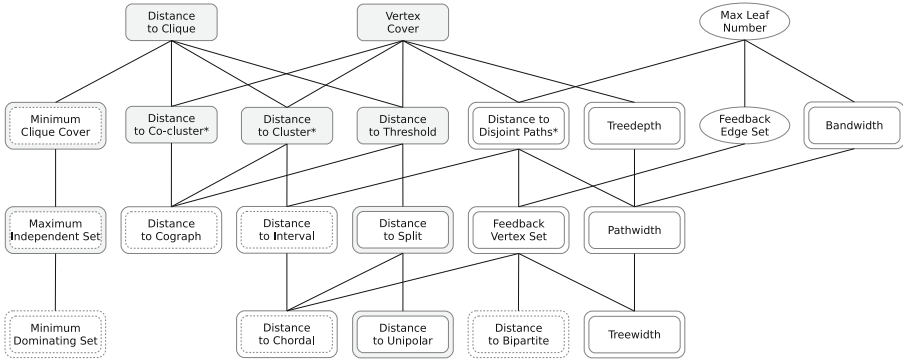 Distance
to Clique
Vertex
Cover
Max Leaf
Number
Minimum
Clique Cover
Distance
to Co-cluster*
Distance
to Cluster*
Distance
to Threshold
Distance to
Disjoint Paths*
Treedepth
Feedback
Edge Set
Bandwidth
Maximum
Independent Set
Distance
to Cograph
Distance
to Interval
Distance
to Split
Feedback
Vertex Set
Pathwidth
Minimum
Dominating Set
Distance
to Chordal
Distance
to Unipolar
Distance
to Bipartite
Treewidth